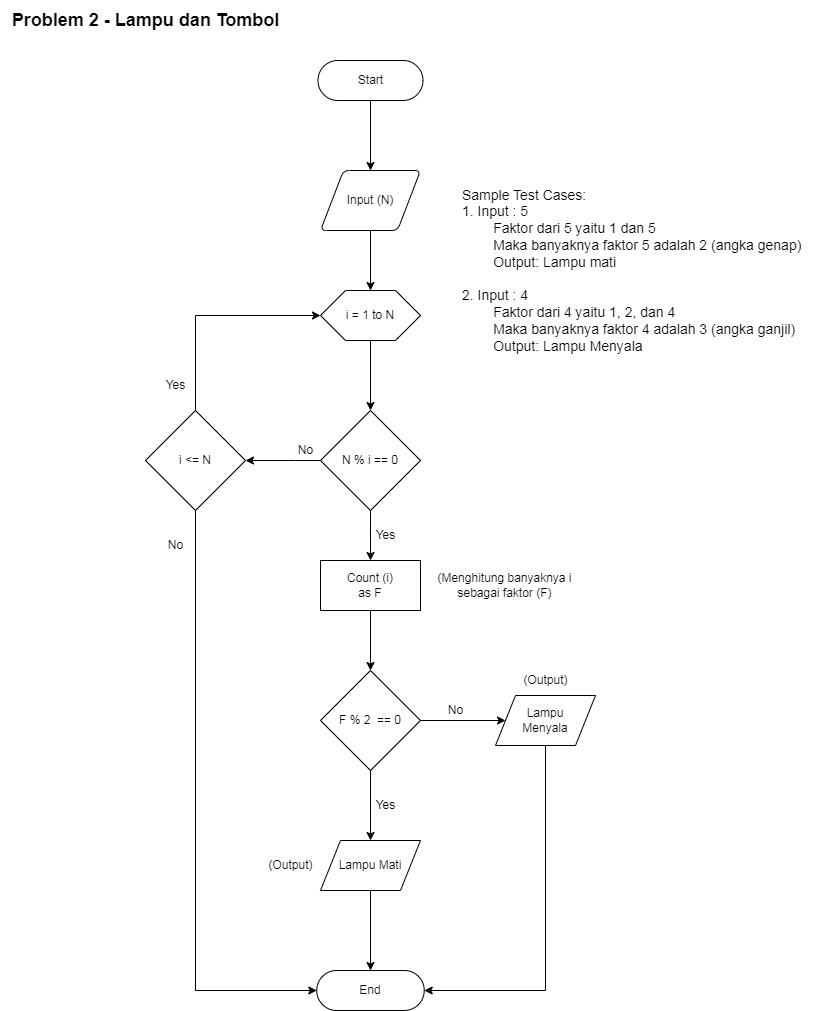 Problem 2 - Lampu dan Tombol
Start
Input (N)
Sample Test Cases:
1. Input : 5
Faktor dari 5 yaitu 1 dan 5
Maka banyaknya faktor 5 adalah 2 (angka genap)
Output: Lampu mati
2. Input : 4
Faktor dari 4 yaitu 1, 2, dan 4
Maka banyaknya faktor 4 adalah 3 (angka ganjil)
Output: Lampu Menyala
i = 1 to N
Yes
i <= N
No
N % i == 0
No
Yes
Count (i)
as F
(Menghitung banyaknya i
sebagai faktor (F)
F % 2 == 0
No
(Output)
Lampu
Menyala
Yes
(Output)
Lampu Mati
End